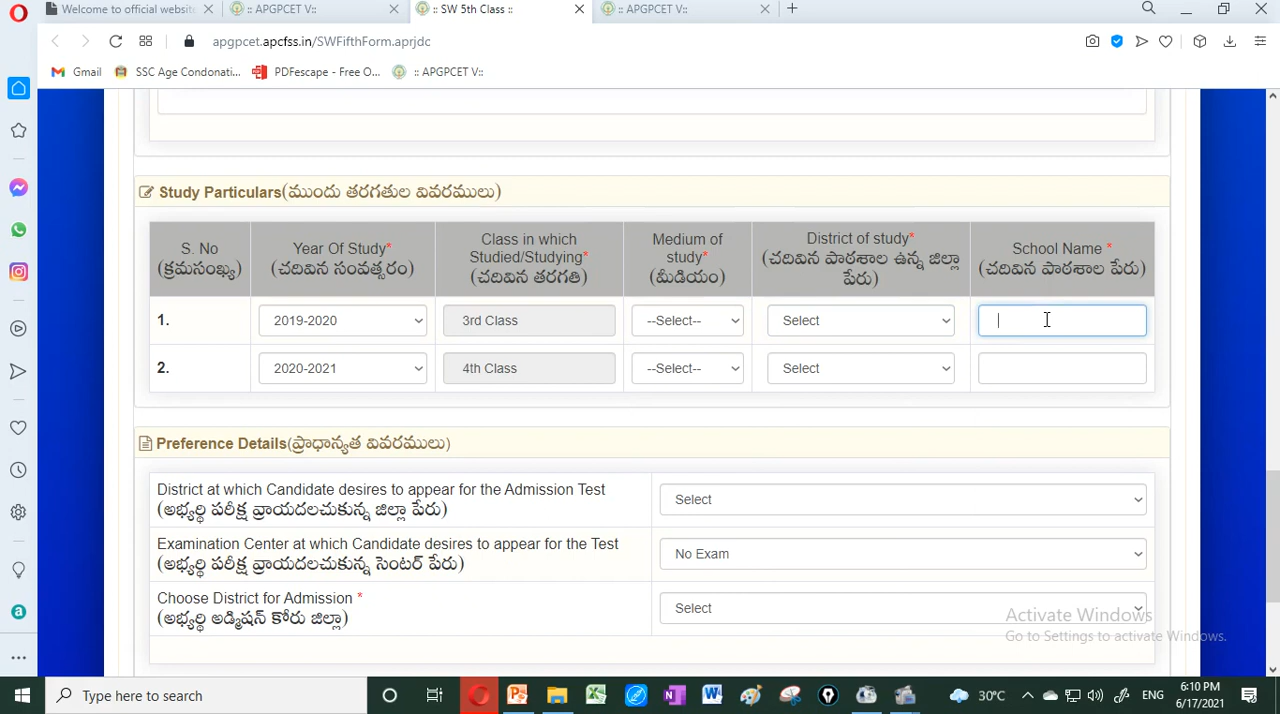 Welcome to official website
:: APGPCET V::
:: SW 5th Class ::
:: APGPCET V::
apgpcet.apcfss.in/SWFifthForm.aprjdc
Gmail
SSC Age Condonati...
PDFescape - Free O...
:: APGPCET V::
Study Particulars(ముందు తరగతుల వివరములు)
S. No
(క్రమసంఖ్య)
Year Of Study*
(చదివిన సంవత్సరం)
Class in which
Studied/Studying*
(చదివిన తరగతి)
Medium of
study*
(మీడియం)
District of study*
(చదివిన పాఠశాల ఉన్న జిల్లా
పేరు)
School Name *
(చదివిన పాఠశాల పేరు)
1.
2019-2020
3rd Class
--Select--
Select
2.
2020-2021
4th Class
--Select--
Select
Preference Details(ప్రాధాన్యత వివరములు)
District at which Candidate desires to appear for the Admission Test
(అభ్యర్థి పరీక్ష వ్రాయదలచుకున్న జిల్లా పేరు)
Select
Examination Center at which Candidate desires to appear for the Test
(అభ్యర్థి పరీక్ష వ్రాయదలచుకున్న సెంటర్ పేరు)
No Exam
Choose District for Admission *
(అభ్యర్థి అడ్మిషన్ కోరు జిల్లా)
Select
Activate Windows
Go to Settings to activate Windows.
Type here to search
30°C
ENG
6:10 PM
6/17/2021